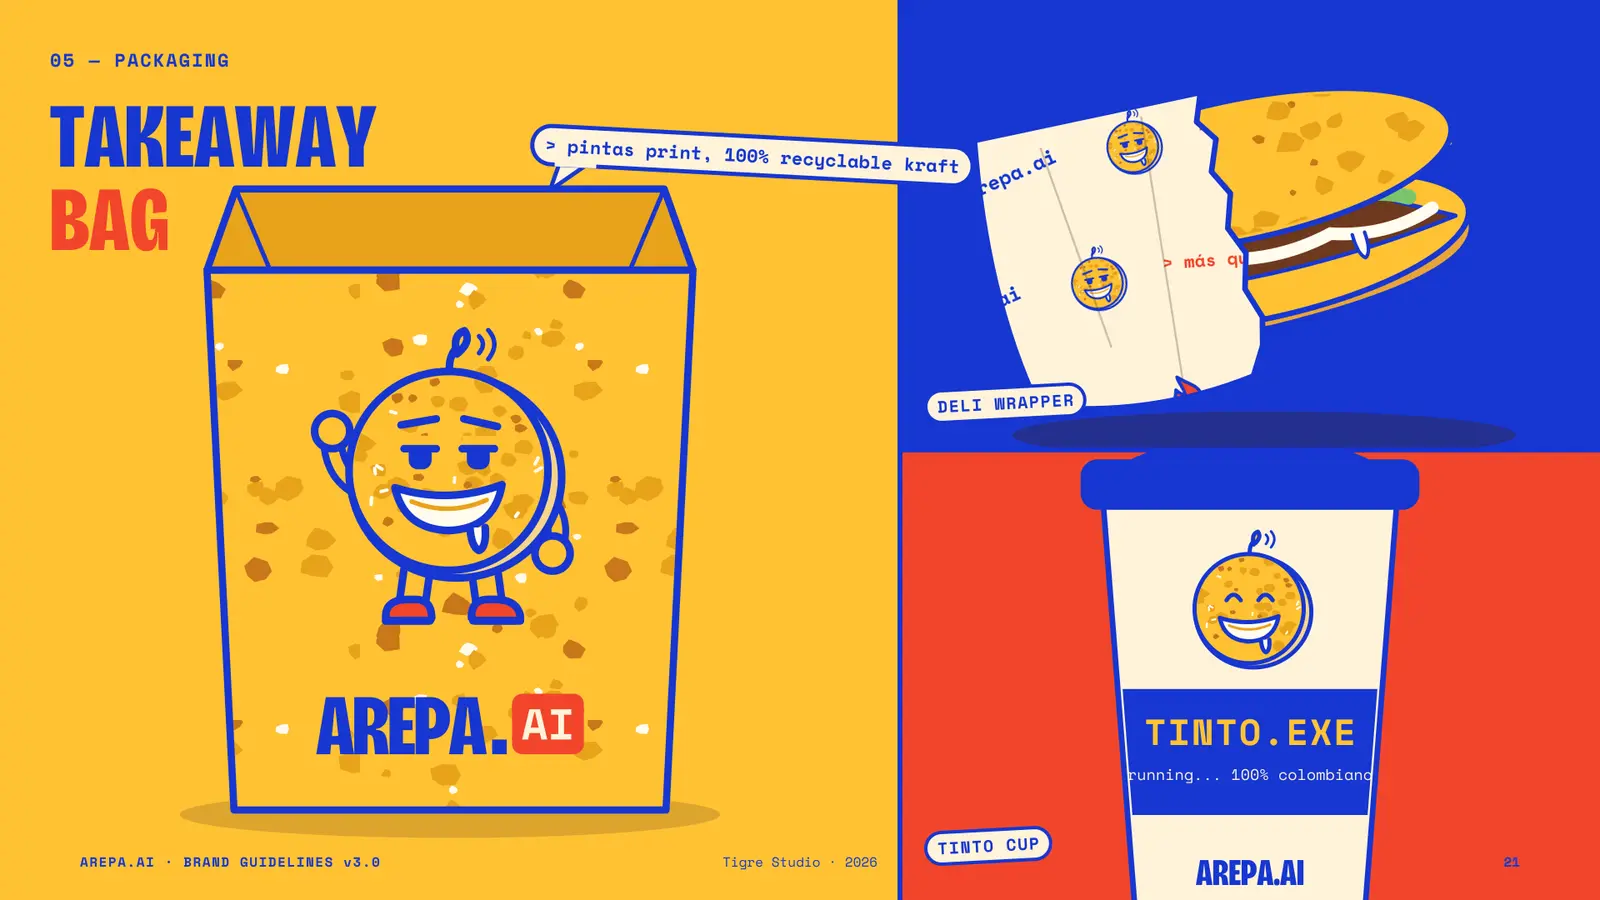 05 — PACKAGING
TAKEAWAY
BAG
> pintas print, 100% recyclable kraft
AREPA.AI
repa.ai
ai
> más qu
DELI WRAPPER
TINTO.EXE
running... 100% colombiano
AREPA.AI
TINTO CUP
AREPA.AI · BRAND GUIDELINES v3.0
Tigre Studio · 2026
21